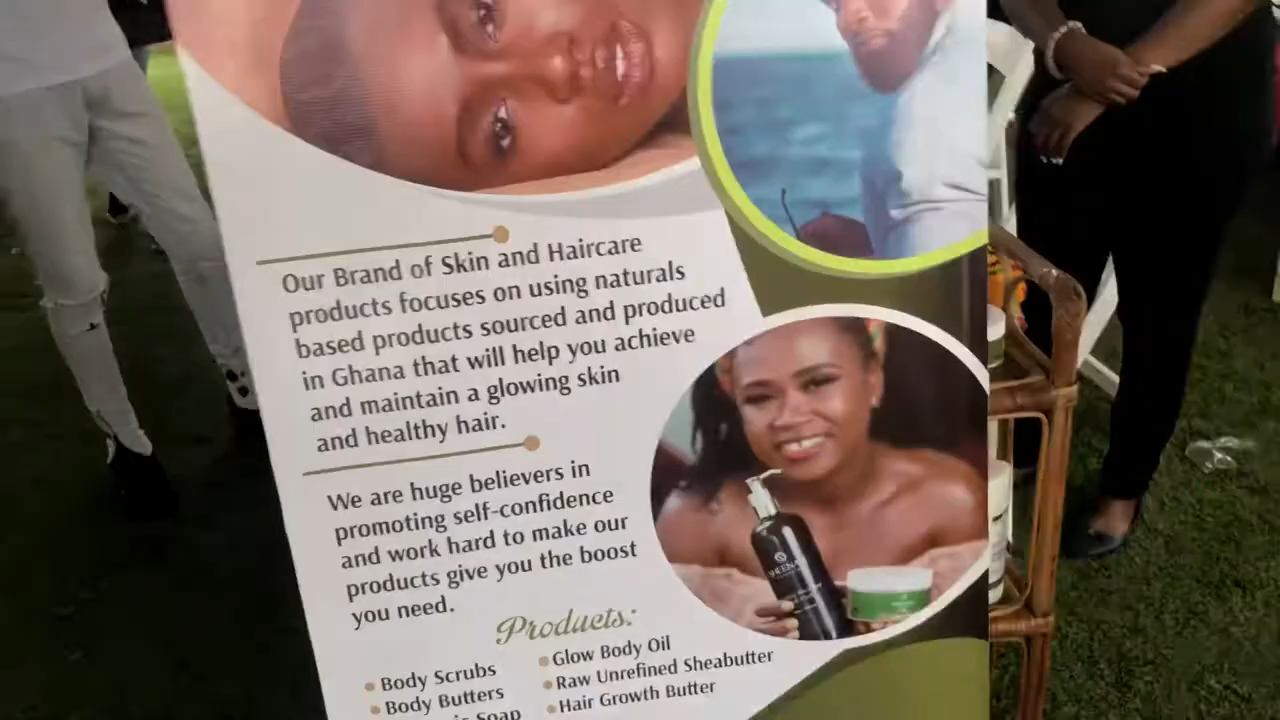 Our Brand of Skin and Haircare
products focuses on using naturals
based products sourced and produced
in Ghana that will help you achieve
and maintain a glowing skin
and healthy hair.
We are huge believers in
promoting self-confidence
and work hard to make our
products give you the boost
you need.
Products:
Body Scrubs
Body Butters
Soap
Glow Body Oil
Raw Unrefined Sheabutter
Hair Growth Butter